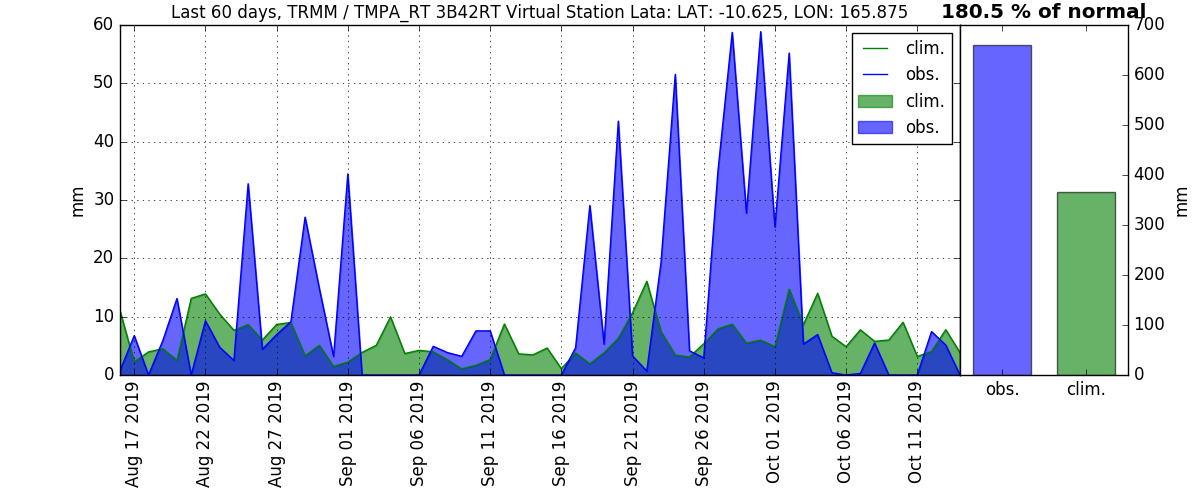 Last 60 days, TRMM / TMPA_RT 3B42RT Virtual Station Lata: LAT: -10.625, LON: 165.875
180.5 % of normal
60
50
40
30
20
10
0
mm
clim.
obs.
clim.
obs.
700
600
500
400
300
200
100
0
mm
obs.
clim.
Aug 17 2019
Aug 22 2019
Aug 27 2019
Sep 01 2019
Sep 06 2019
Sep 11 2019
Sep 16 2019
Sep 21 2019
Sep 26 2019
Oct 01 2019
Oct 06 2019
Oct 11 2019